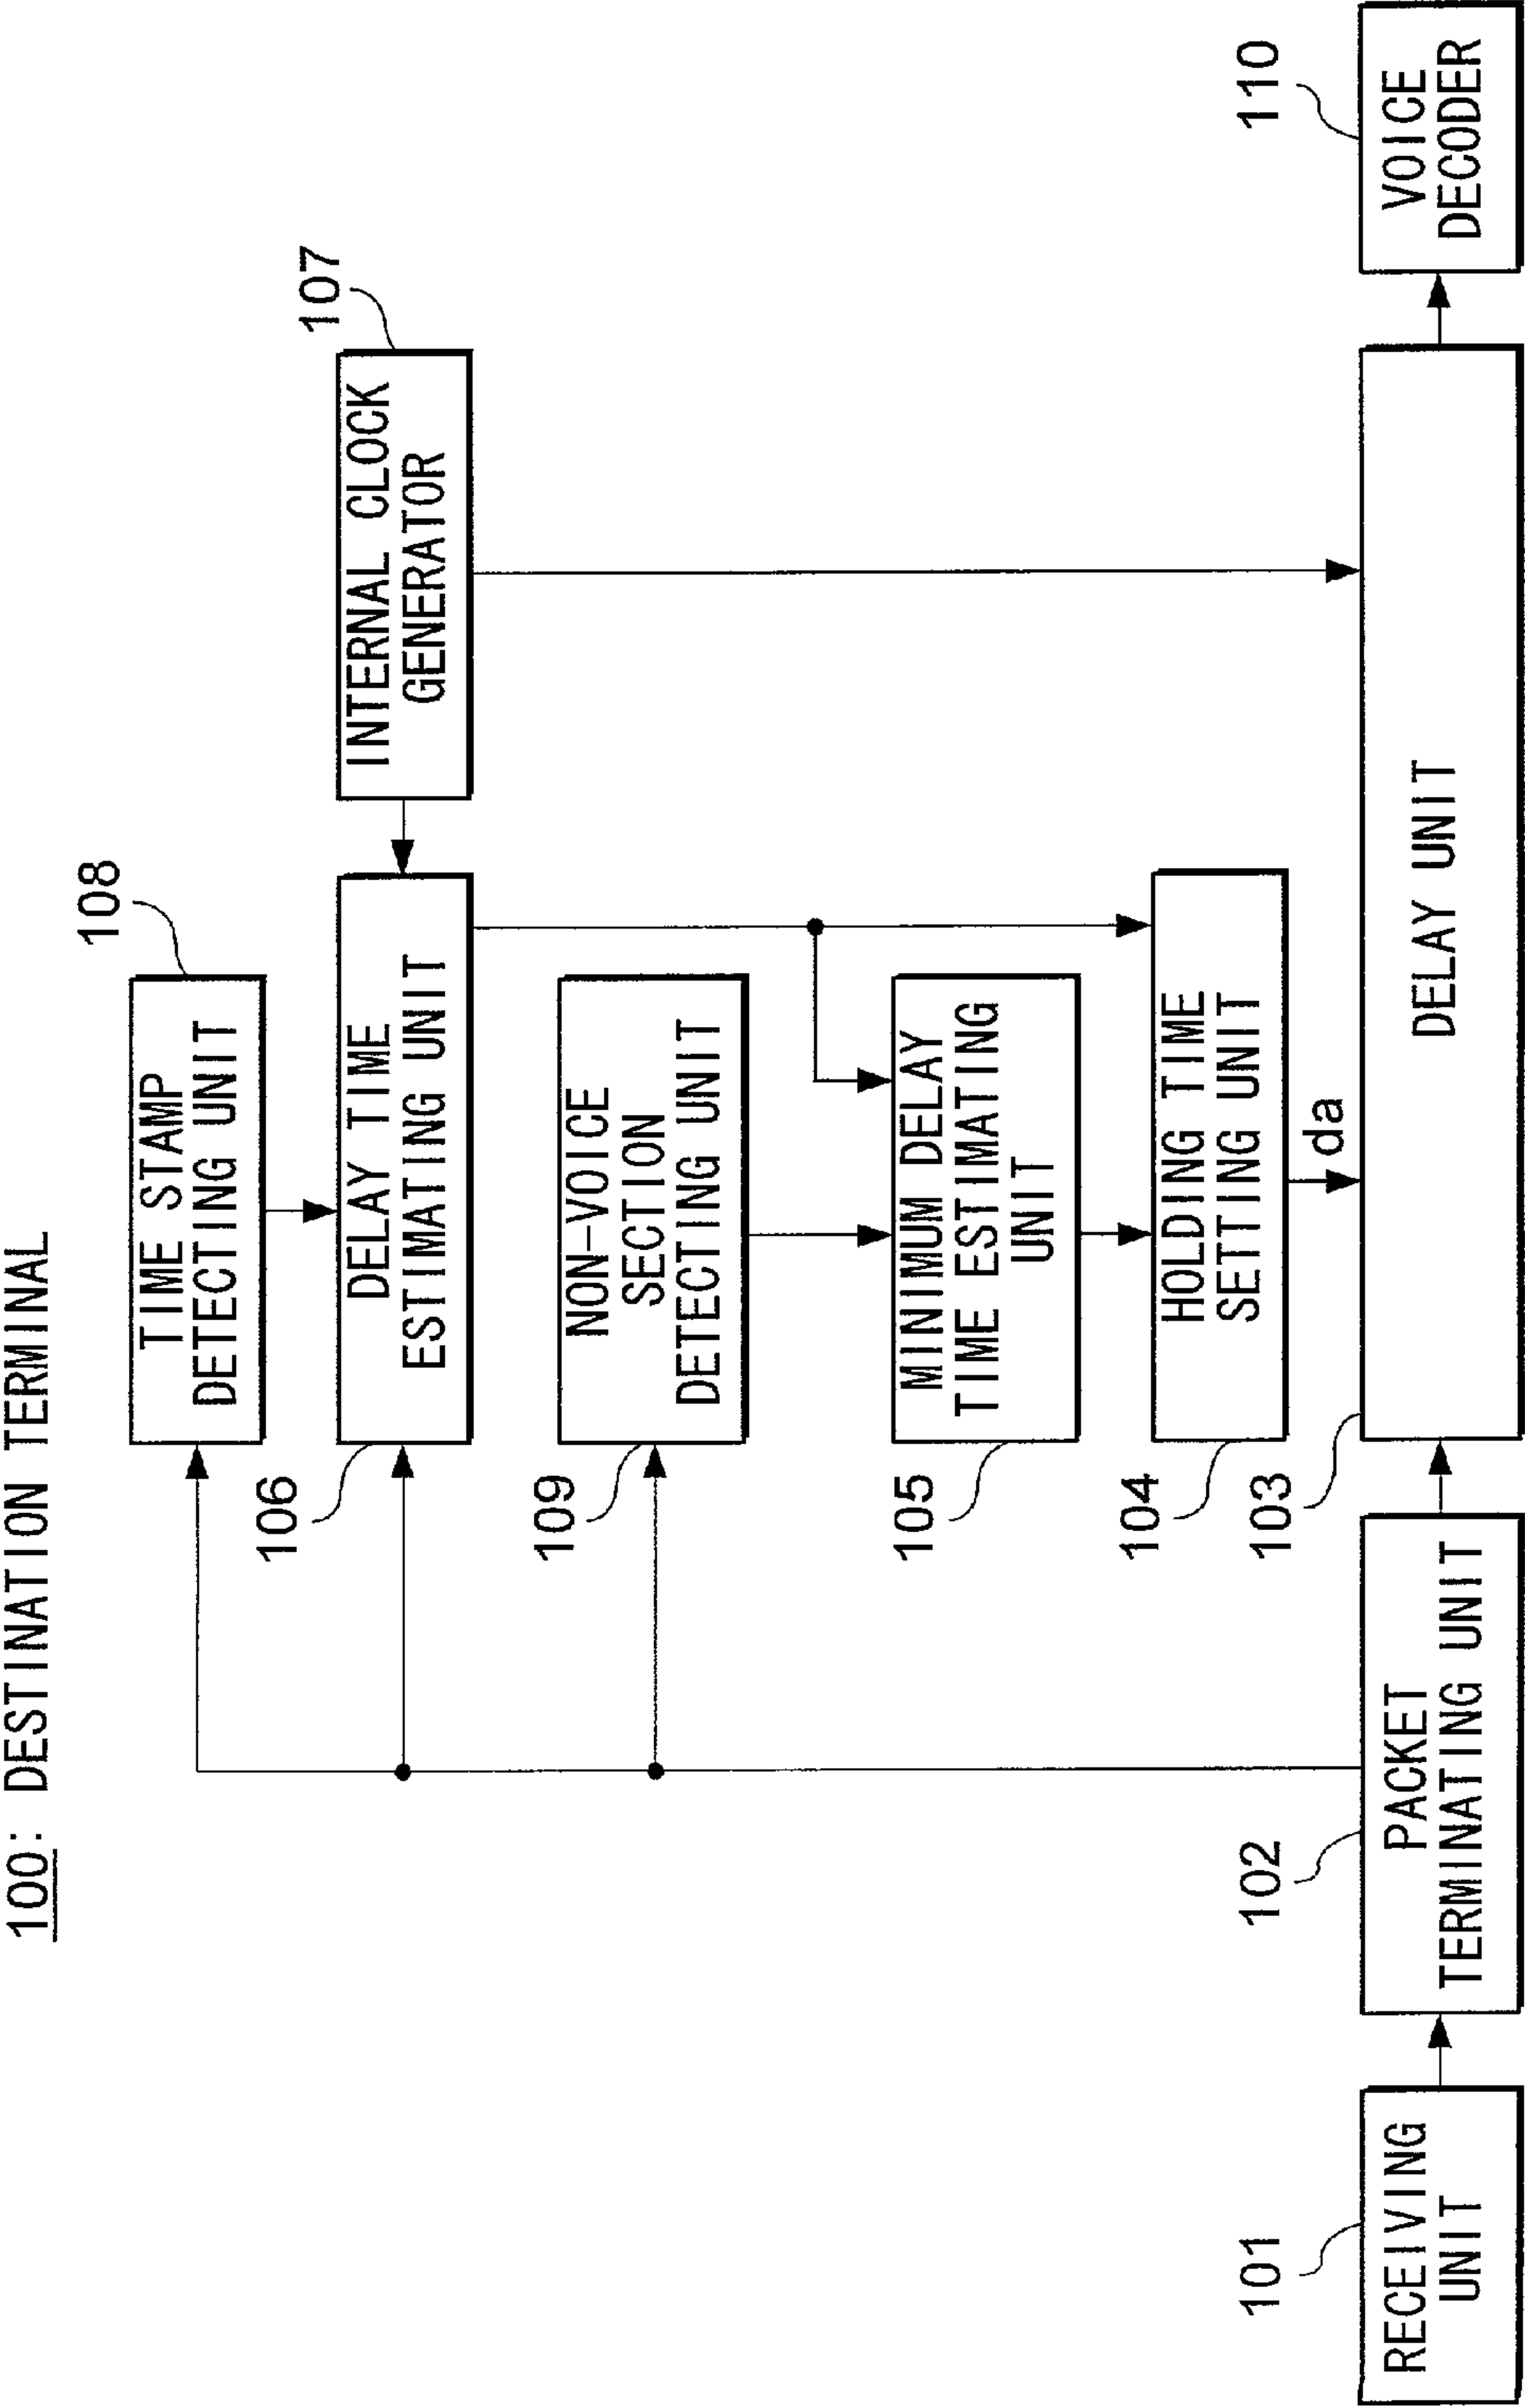 100: DESTINATION TERMINAL
108
TIME STAMP
DETECTING UNIT
106
DELAY TIME
ESTIMATING UNIT
107
INTERNAL CLOCK
GENERATOR
109
NON-VOICE
SECTION
DETECTING UNIT
105
MINIMUM DELAY
TIME ESTIMATING
UNIT
104
HOLDING TIME
SETTING UNIT
da
101
RECEIVING
UNIT
102
PACKET
TERMINATING UNIT
103
DELAY UNIT
110
VOICE
DECODER